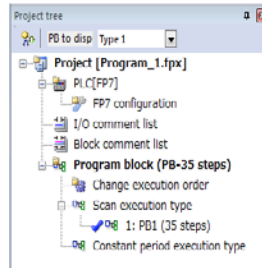 Project tree
PB to disp Type 1
Project [Program_1.fpx]
PLC[FP7]
FP7 configuration
I/O comment list
Block comment list
Program block (PB-35 steps)
Change execution order
Scan execution type
1: PB1 (35 steps)
Constant period execution type